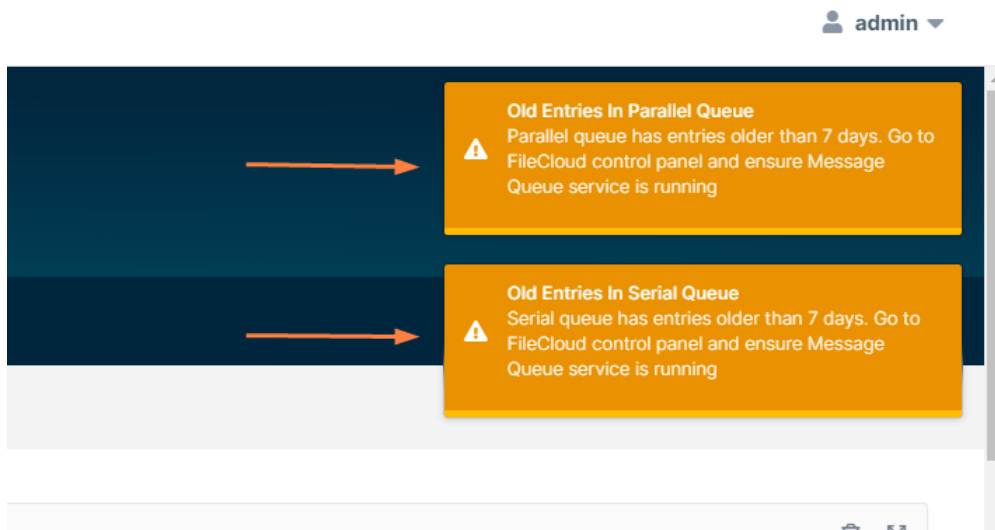 admin
Old Entries In Parallel Queue
Parallel queue has entries older than 7 days. Go to
FileCloud control panel and ensure Message
Queue service is running
Old Entries In Serial Queue
Serial queue has entries older than 7 days. Go to
FileCloud control panel and ensure Message
Queue service is running